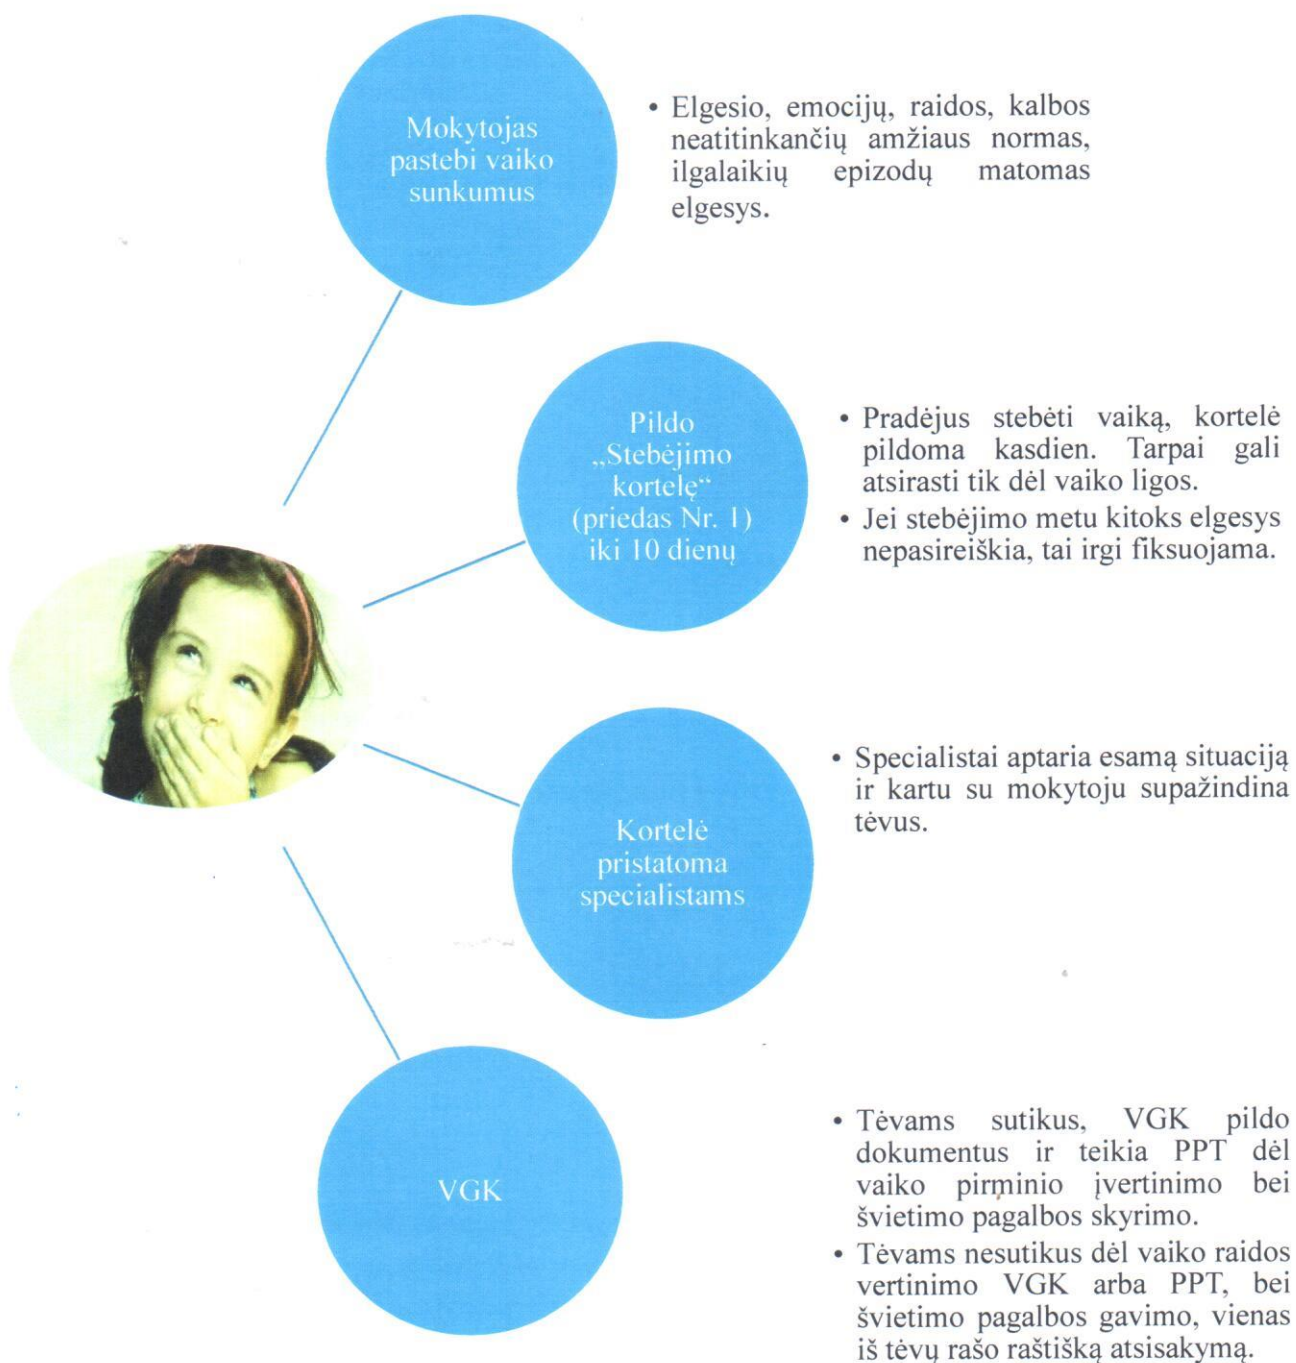 Mokytojas
pastebi vaiko
sunkumus
• Elgesio, emocijų, raidos, kalbos
neatitinkančių amžiaus normas,
ilgalaikių epizodų matomas
elgesys.
Pildo
„Stebėjimo
kortelę“
(priedas Nr. 1)
iki 10 dienų
• Pradėjus stebėti vaiką, kortelė
pildoma kasdien. Tarpai gali
atsirasti tik dėl vaiko ligos.
• Jei stebėjimo metu kitoks elgesys
nepasireiškia, tai irgi fiksuojama.
Kortelė
pristatoma
specialistams
• Specialistai aptaria esamą situaciją
ir kartu su mokytoju supažindina
tėvus.
VGK
• Tėvams sutikus, VGK pildo
dokumentus ir teikia PPT dėl
vaiko pirminio įvertinimo bei
švietimo pagalbos skyrimo.
• Tėvams nesutikus dėl vaiko raidos
vertinimo VGK arba PPT, bei
švietimo pagalbos gavimo, vienas
iš tėvų rašo raštišką atsisakymą.